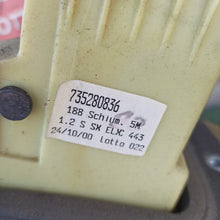 735280836
188 Schium. 5M
1.2 S SX ELX 443
24/10/00 Lotto 022